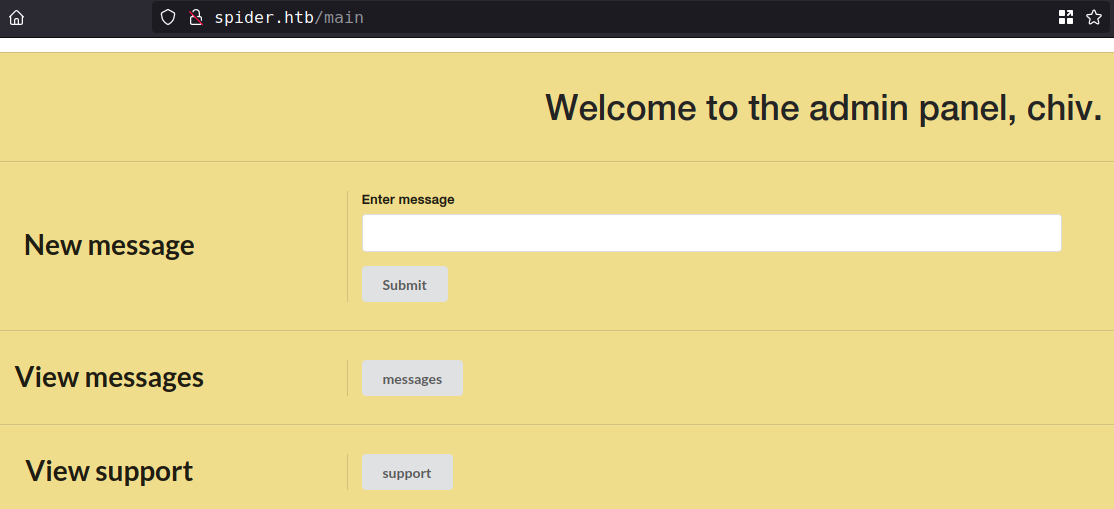 spider.htb/main
Welcome to the admin panel, chiv.
Enter message
New message
Submit
View messages
messages
View support
support